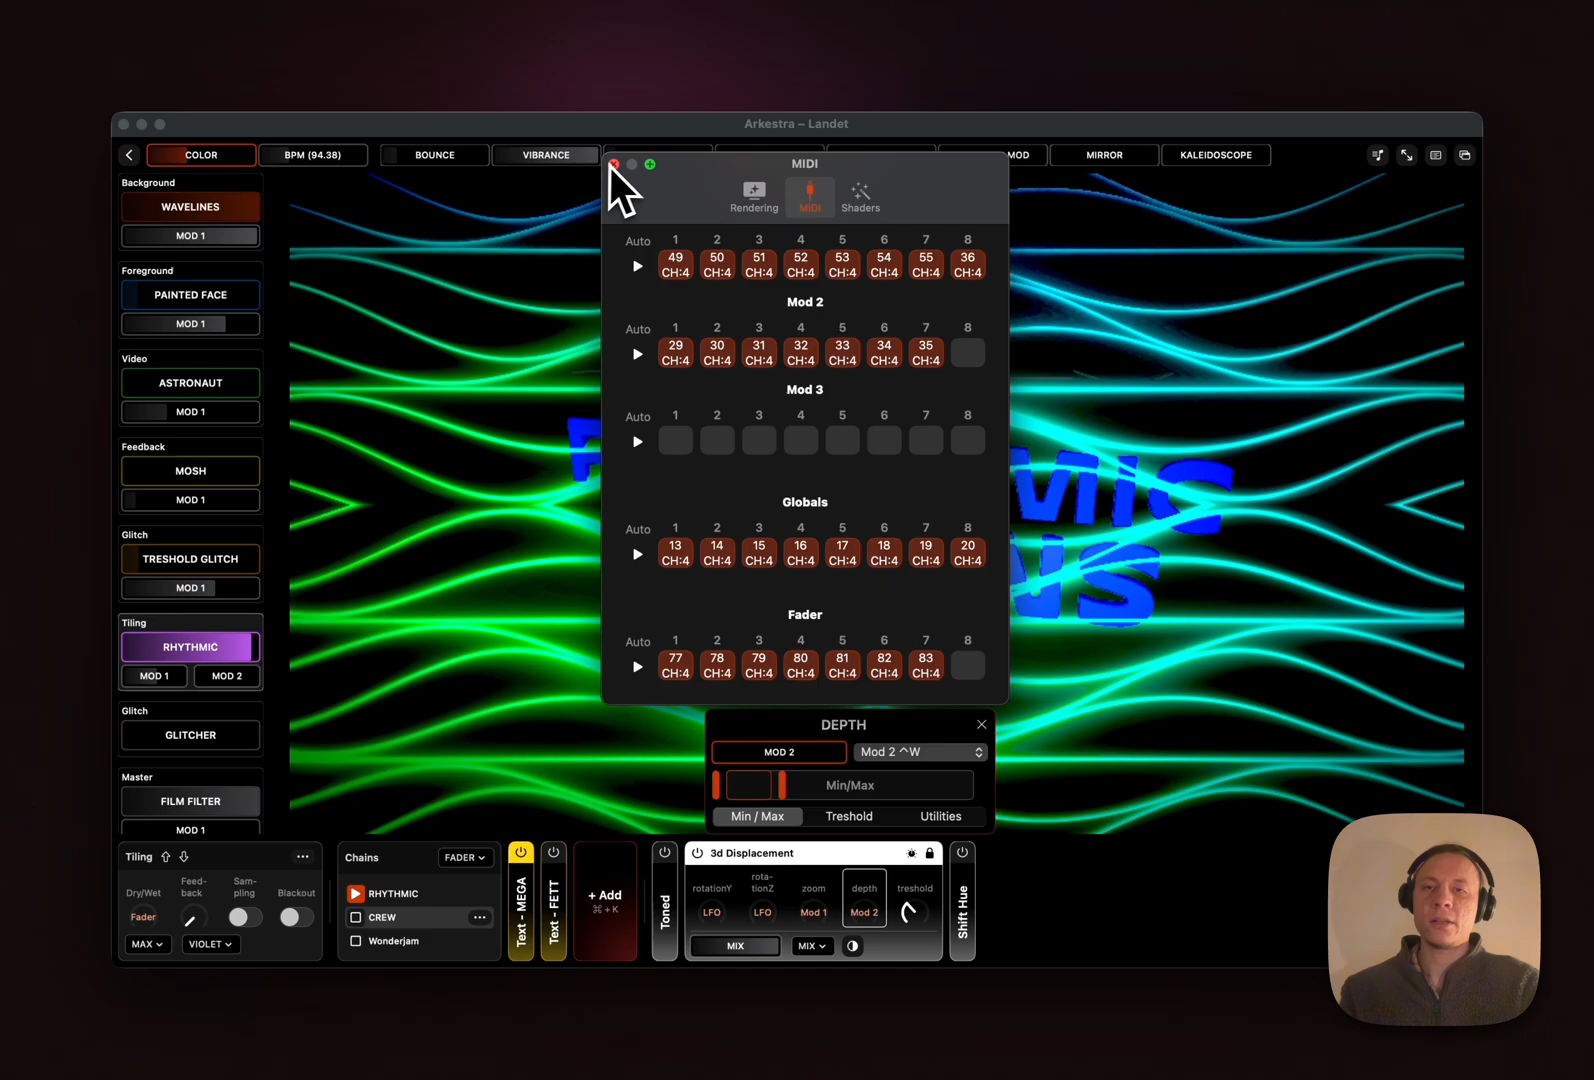 Arkestra – Landet
COLOR
BPM (94.38)
BOUNCE
VIBRANCE
MOD
MIRROR
KALEIDOSCOPE
Background
WAVELINES
MOD 1
Foreground
PAINTED FACE
MOD 1
Video
ASTRONAUT
MOD 1
Feedback
MOSH
MOD 1
Glitch
TRESHOLD GLITCH
MOD 1
Tiling
RHYTHMIC
MOD 1 MOD 2
Glitch
GLITCHER
Master
FILM FILTER
MOD 1
MIDI
Rendering MIDI Shaders
Auto 1 2 3 4 5 6 7 8
49 50 51 52 53 54 55 36
CH:4 CH:4 CH:4 CH:4 CH:4 CH:4 CH:4 CH:4
Mod 2
Auto 1 2 3 4 5 6 7 8
29 30 31 32 33 34 35
CH:4 CH:4 CH:4 CH:4 CH:4 CH:4 CH:4
Mod 3
Auto 1 2 3 4 5 6 7 8
Globals
Auto 1 2 3 4 5 6 7 8
13 14 15 16 17 18 19 20
CH:4 CH:4 CH:4 CH:4 CH:4 CH:4 CH:4 CH:4
Fader
Auto 1 2 3 4 5 6 7 8
77 78 79 80 81 82 83
CH:4 CH:4 CH:4 CH:4 CH:4 CH:4 CH:4
DEPTH
MOD 2 Mod 2 ^W
Min/Max
Min / Max Treshold Utilities
Tiling
Dry/Wet
Feed-
back
Sam-
pling
Blackout
Fader
MAX VIOLET
Chains FADER
RHYTHMIC
CREW
Wonderjam
Text - MEGA
Text - FETT
+ Add
⌘+K
Toned
3d Displacement
rotationY
rota-
tionZ
zoom
depth
treshold
LFO LFO Mod 1 Mod 2
MIX MIX
Shift Hue